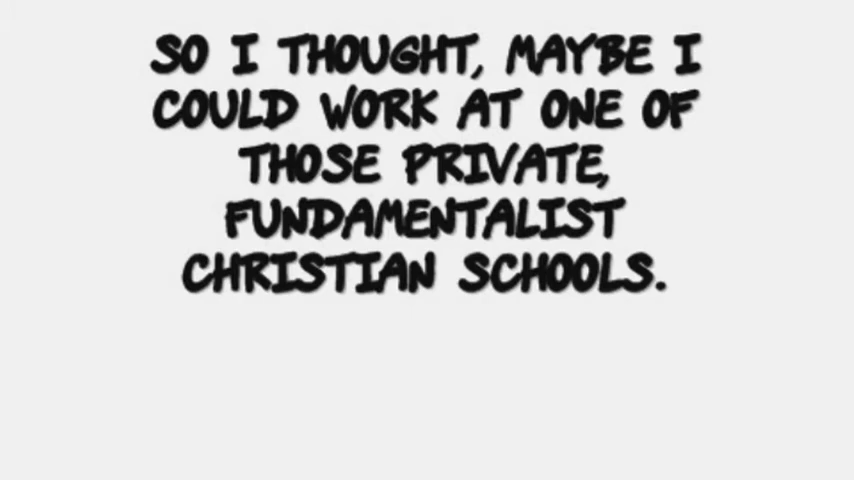 SO I THOUGHT, MAYBE I
COULD WORK AT ONE OF
THOSE PRIVATE,
FUNDAMENTALIST
CHRISTIAN SCHOOLS.